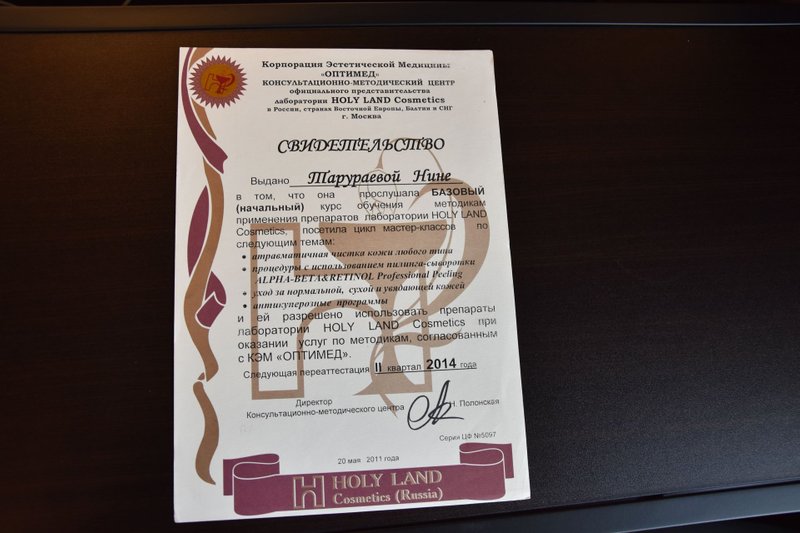 Корпорация Эстетической Медицины
«ОПТИМЕД»
КОНСУЛЬТАЦИОННО-МЕТОДИЧЕСКИЙ ЦЕНТР
официального представительства
лаборатории HOLY LAND Cosmetics
в России, странах Восточной Европы, Балтии и СНГ
г. Москва
СВИДЕТЕЛЬСТВО
Выдано Тарураевой Нине
в том, что она прослушала БАЗОВЫЙ
(начальный) курс обучения методикам
применения препаратов лаборатории HOLY LAND
Cosmetics, посетила цикл мастер-классов по
следующим темам:
• атравматичная чистка кожи любого типа
• процедуры с использованием пилинга-сыворотки
ALPHA-BETA&RETINOL Professional Peeling
• уход за нормальной, сухой и увядающей кожей
• антикуперозные программы
и ей разрешено использовать препараты
лаборатории HOLY LAND Cosmetics при
оказании услуг по методикам, согласованным
с КЭМ «ОПТИМЕД».
Следующая переаттестация II квартал 2014 года
Директор
Консультационно-методического центра Н. Полонская
Серия ЦФ №5097
20 мая 2011 года
HOLY LAND
Cosmetics (Russia)